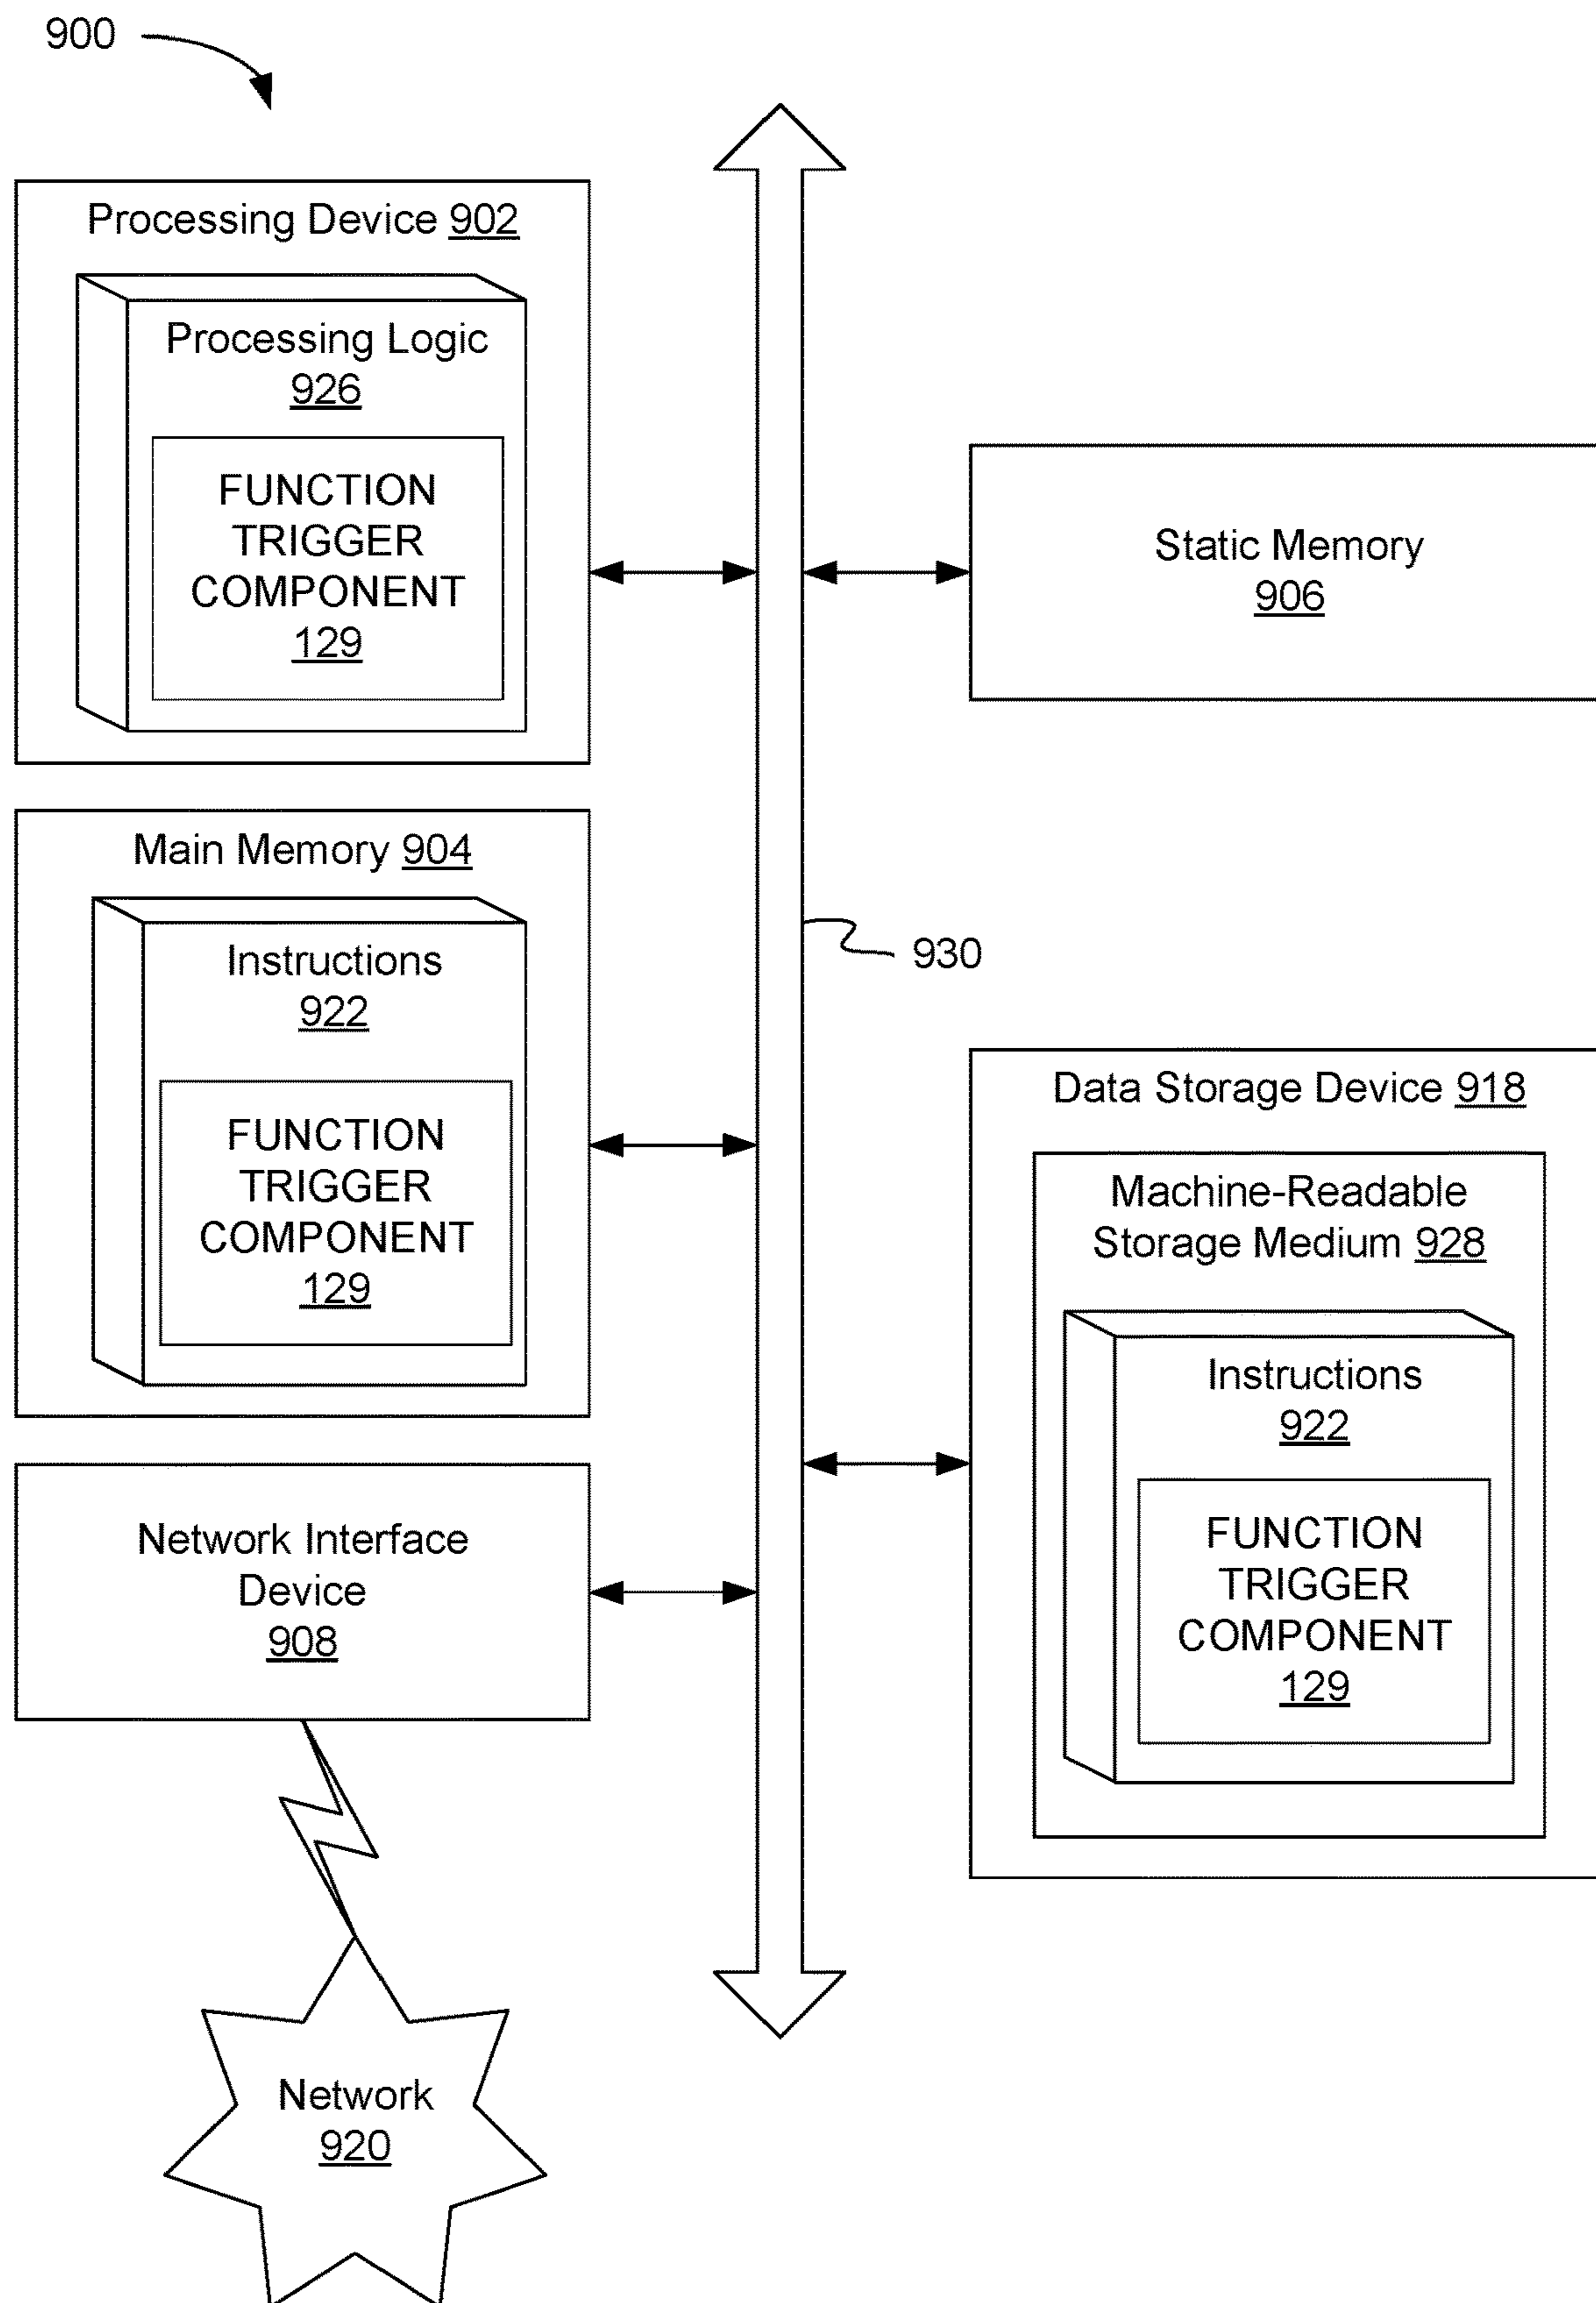 900
Processing Device 902
Processing Logic
926
FUNCTION
TRIGGER
COMPONENT
129
Static Memory
906
Main Memory 904
Instructions
922
FUNCTION
TRIGGER
COMPONENT
129
930
Data Storage Device 918
Machine-Readable
Storage Medium 928
Instructions
922
FUNCTION
TRIGGER
COMPONENT
129
Network Interface
Device
908
Network
920